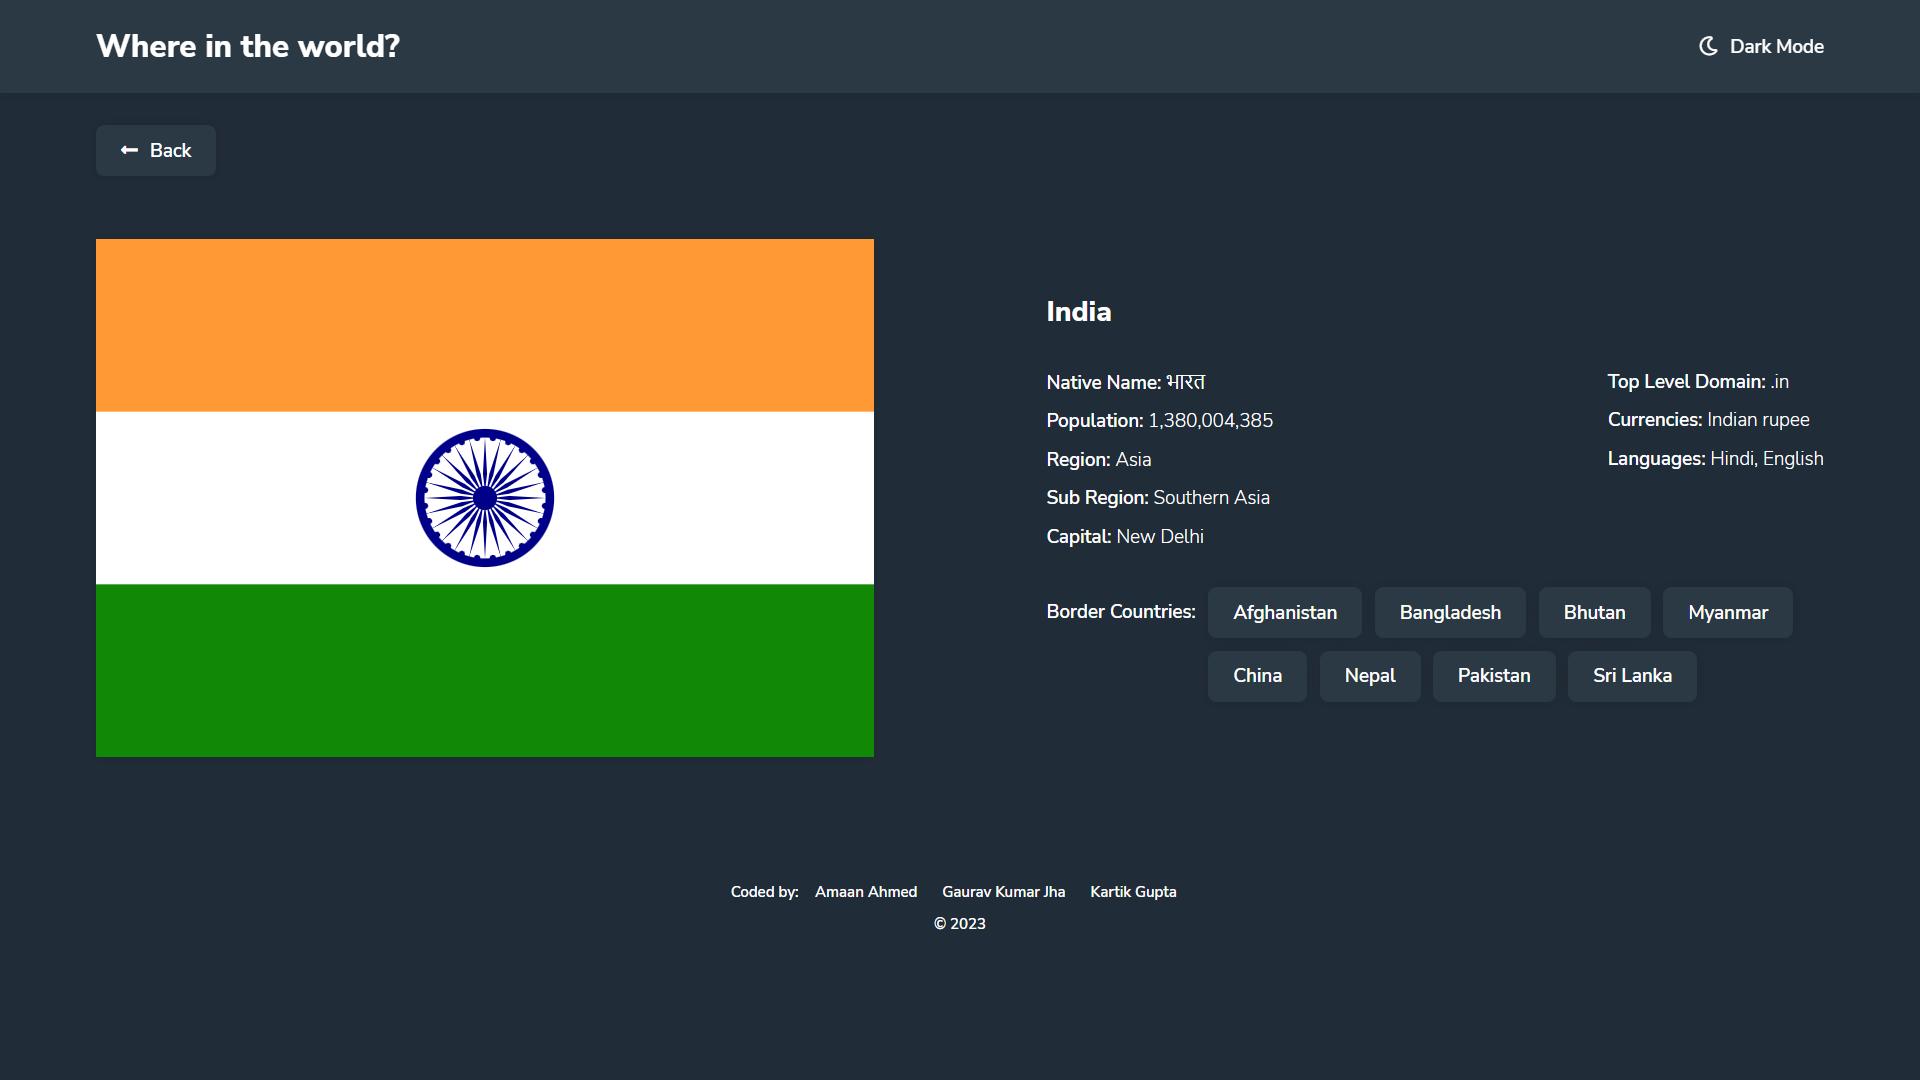 Where in the world?
Dark Mode
Back
India
Native Name: भारत
Population: 1,380,004,385
Region: Asia
Sub Region: Southern Asia
Capital: New Delhi
Top Level Domain: .in
Currencies: Indian rupee
Languages: Hindi, English
Border Countries: Afghanistan Bangladesh Bhutan Myanmar
China Nepal Pakistan Sri Lanka
Coded by: Amaan Ahmed Gaurav Kumar Jha Kartik Gupta
© 2023